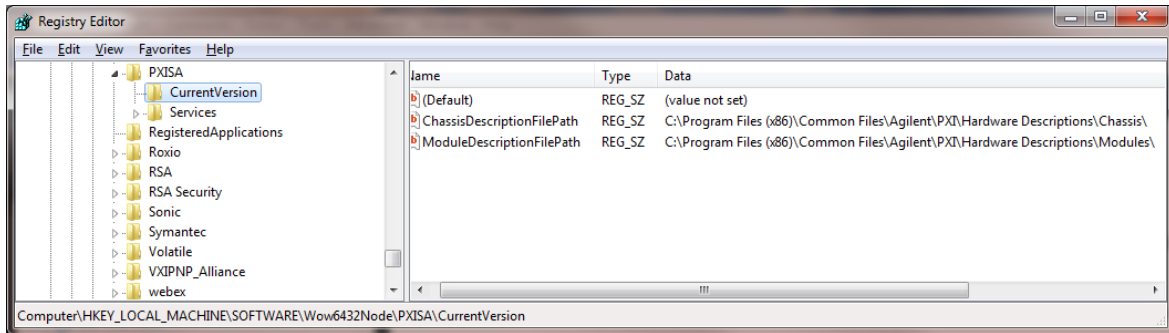 Registry Editor
File Edit View Favorites Help
PXISA
CurrentVersion
Services
RegisteredApplications
Roxio
RSA
RSA Security
Sonic
Symantec
Volatile
VXIPNP_Alliance
webex
Name Type Data
(Default) REG_SZ (value not set)
ChassisDescriptionFilePath REG_SZ C:\Program Files (x86)\Common Files\Agilent\PXI\Hardware Descriptions\Chassis\
ModuleDescriptionFilePath REG_SZ C:\Program Files (x86)\Common Files\Agilent\PXI\Hardware Descriptions\Modules\
Computer\HKEY_LOCAL_MACHINE\SOFTWARE\Wow6432Node\PXISA\CurrentVersion